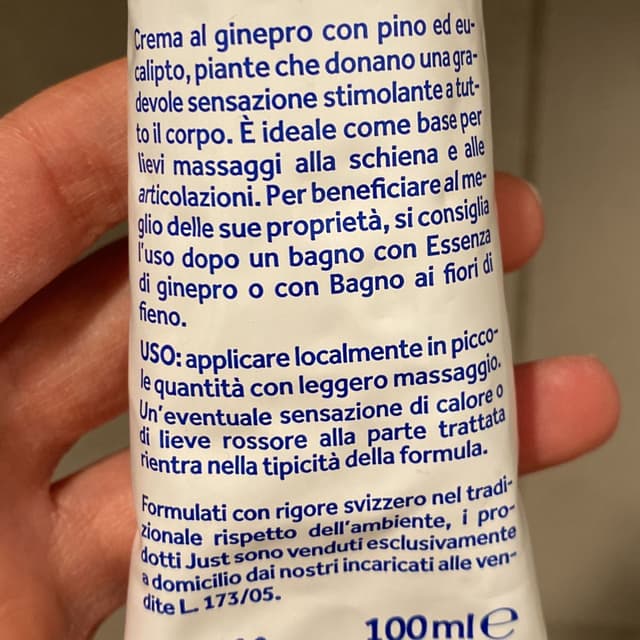 Crema al ginepro con pino ed eu-
calipto, piante che donano una gra-
devole sensazione stimolante a tut-
to il corpo. È ideale come base per
lievi massaggi alla schiena e alle
articolazioni. Per beneficiare al me-
glio delle sue proprietà, si consiglia
l'uso dopo un bagno con Essenza
di ginepro o con Bagno ai fiori di
fieno.
USO: applicare localmente in picco-
le quantità con leggero massaggio.
Un'eventuale sensazione di calore o
di lieve rossore alla parte trattata
rientra nella tipicità della formula.
Formulati con rigore svizzero nel tradi-
zionale rispetto dell'ambiente, i pro-
dotti Just sono venduti esclusivamente
a domicilio dai nostri incaricati alle ven-
dite L. 173/05.
100 ml e